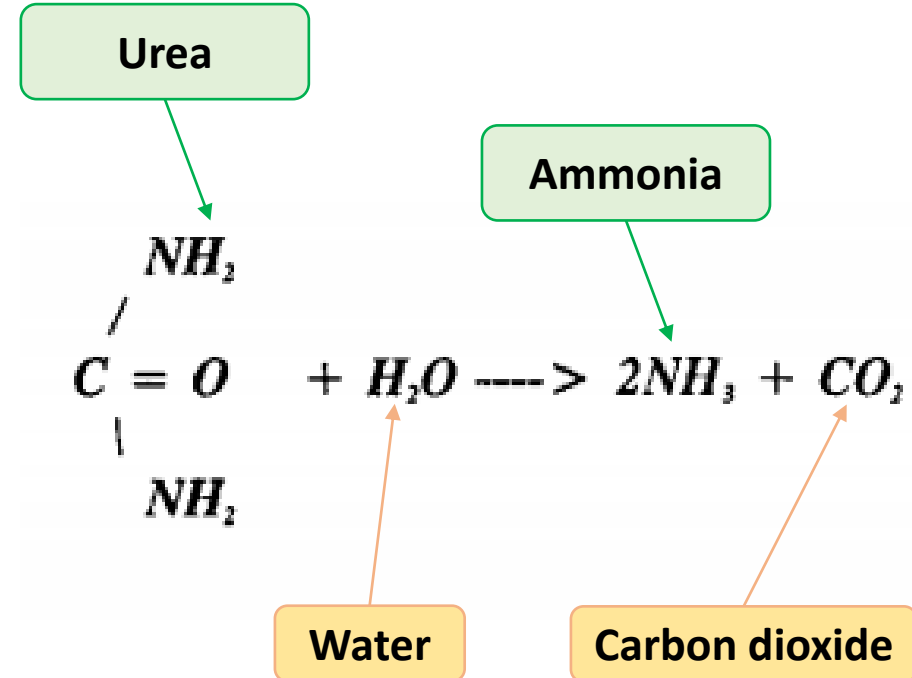 Urea
Ammonia
NH₂
/
C = O + H₂O ----> 2NH₃ + CO₂
\
NH₂
Water
Carbon dioxide